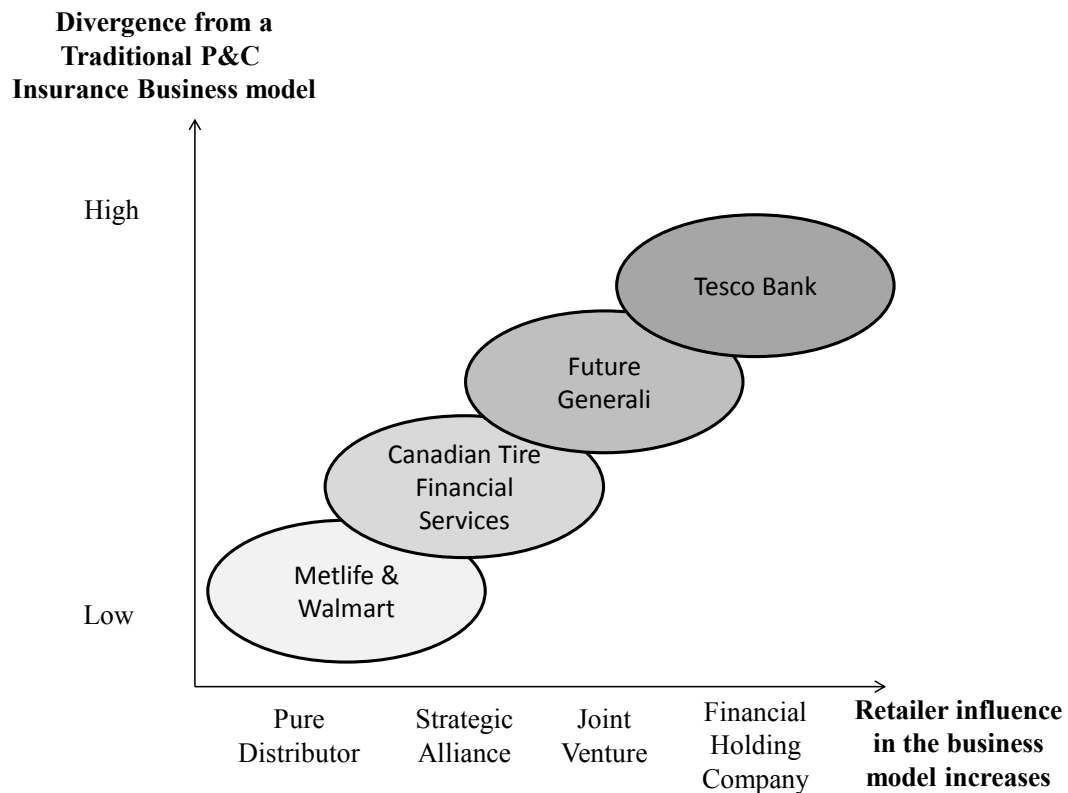 Divergence from a
Traditional P&C
Insurance Business model
High
Tesco Bank
Future
Generali
Canadian Tire
Financial
Services
Metlife &
Walmart
Low
Pure
Distributor
Strategic
Alliance
Joint
Venture
Financial
Holding
Company
Retailer influence
in the business
model increases